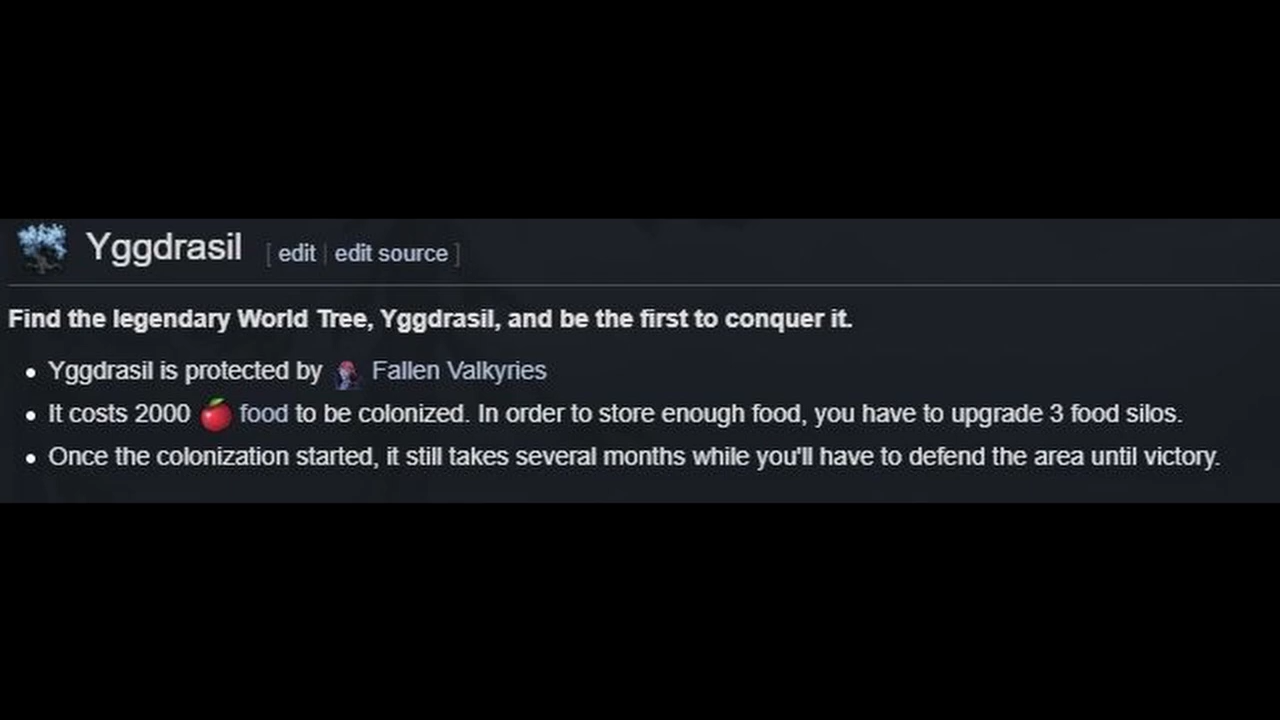 Yggdrasil [ edit | edit source ]
Find the legendary World Tree, Yggdrasil, and be the first to conquer it.
• Yggdrasil is protected by Fallen Valkyries
• It costs 2000 food to be colonized. In order to store enough food, you have to upgrade 3 food silos.
• Once the colonization started, it still takes several months while you'll have to defend the area until victory.